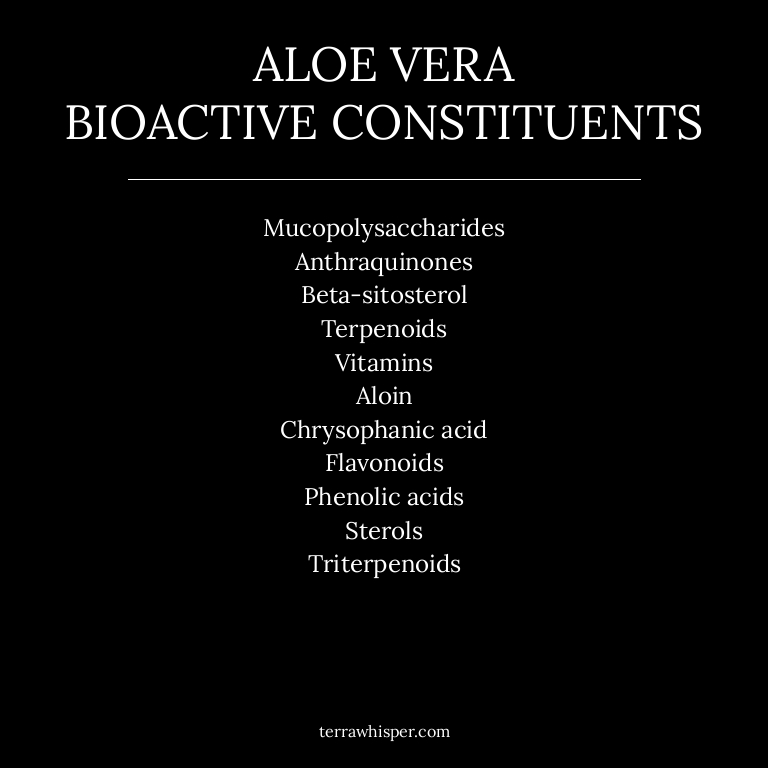 ALOE VERA
BIOACTIVE CONSTITUENTS
Mucopolysaccharides
Anthraquinones
Beta-sitosterol
Terpenoids
Vitamins
Aloin
Chrysophanic acid
Flavonoids
Phenolic acids
Sterols
Triterpenoids
terrawhisper.com